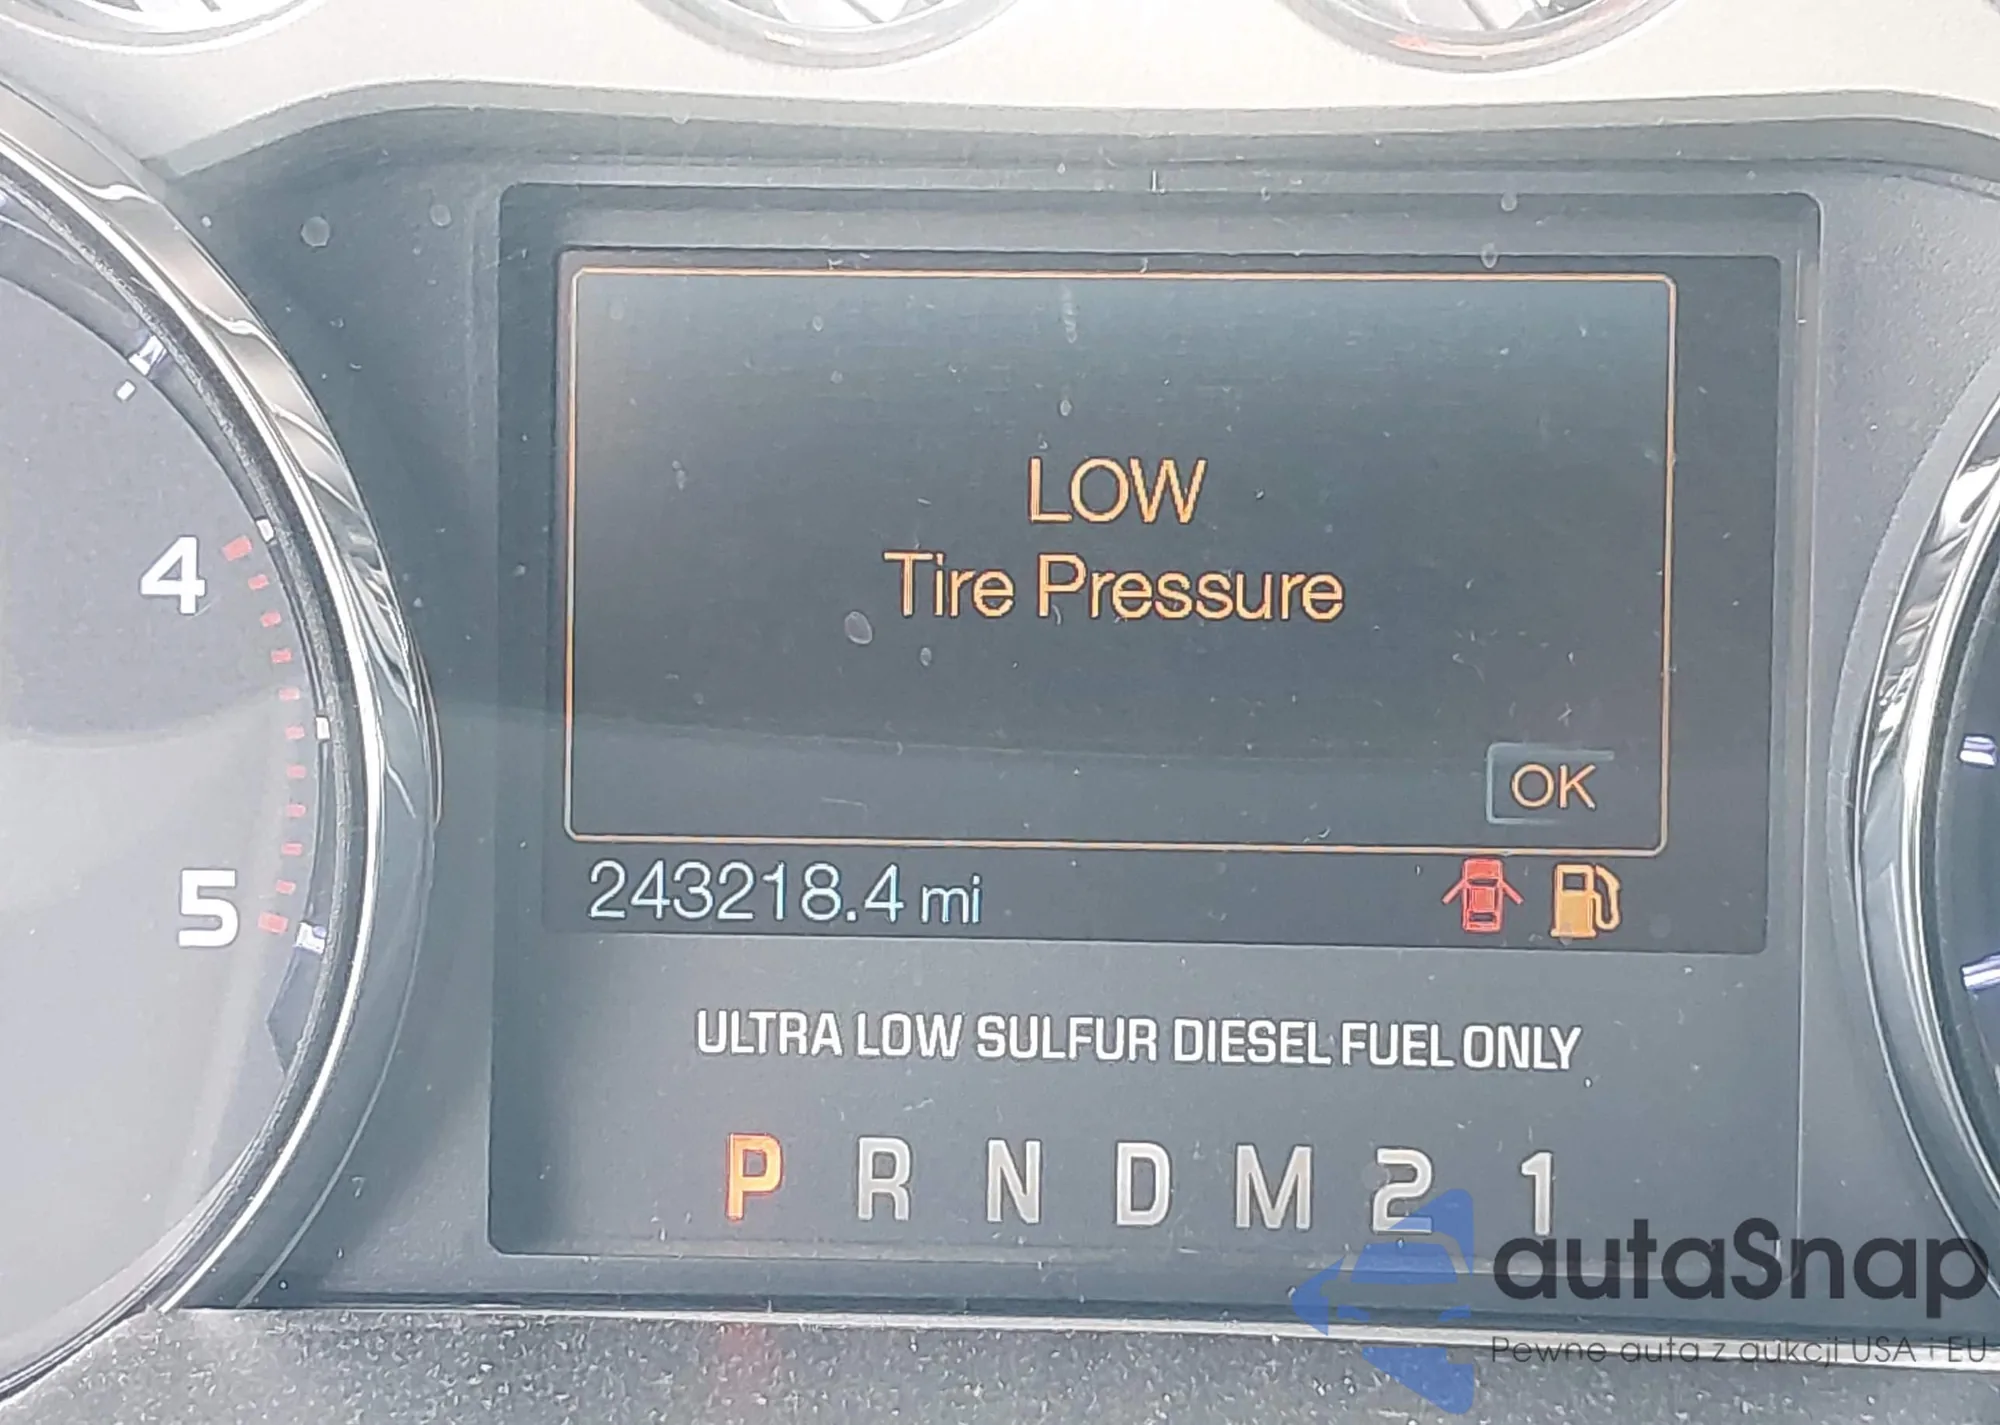 LOW
Tire Pressure
OK
243218.4 mi
4
5
ULTRA LOW SULFUR DIESEL FUEL ONLY
P R N D M 2 1
autaSnap
Pewne auta z aukcji USA i EU